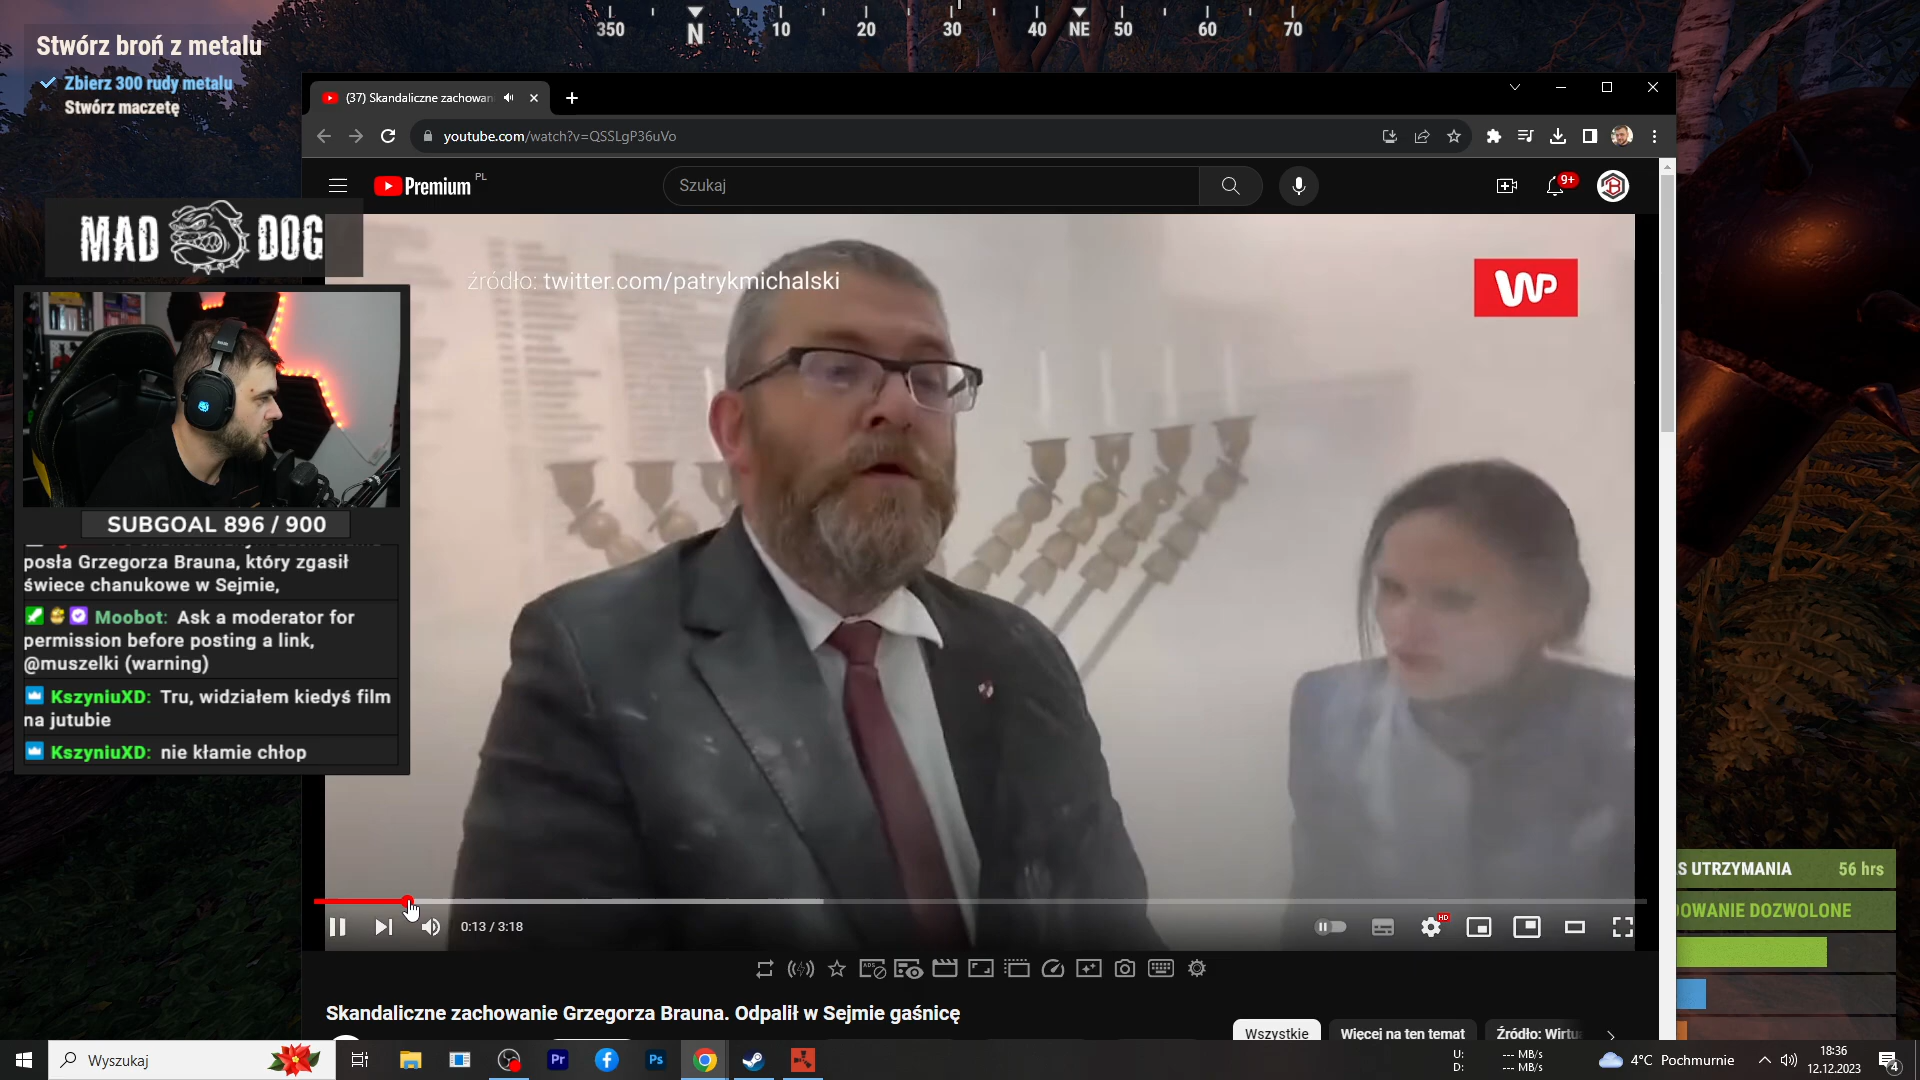 350 N 10 20 30 40 NE 50 60 70
Stwórz broń z metalu
Zbierz 300 rudy metalu
Stwórz maczetę
(37) Skandaliczne zachowan
youtube.com/watch?v=QSSLgP36uVo
Premium PL
Szukaj
9+
MAD DOG
źródło: twitter.com/patrykmichalski
WP
SUBGOAL 896 / 900
posła Grzegorza Brauna, który zgasił
świece chanukowe w Sejmie,
Moobot: Ask a moderator for
permission before posting a link,
@muszelki (warning)
KszyniuXD: Tru, widziałem kiedyś film
na jutubie
KszyniuXD: nie kłamie chłop
S UTRZYMANIA 56 hrs
DOWANIE DOZWOLONE
0:13 / 3:18
HD
ADS
Skandaliczne zachowanie Grzegorza Brauna. Odpalił w Sejmie gaśnicę
Wszystkie
Więcej na ten temat
Źródło: Wirtu
Wyszukaj
Pr
Ps
U: --- MB/s
D: --- MB/s
4°C Pochmurnie
18:36
12.12.2023
4